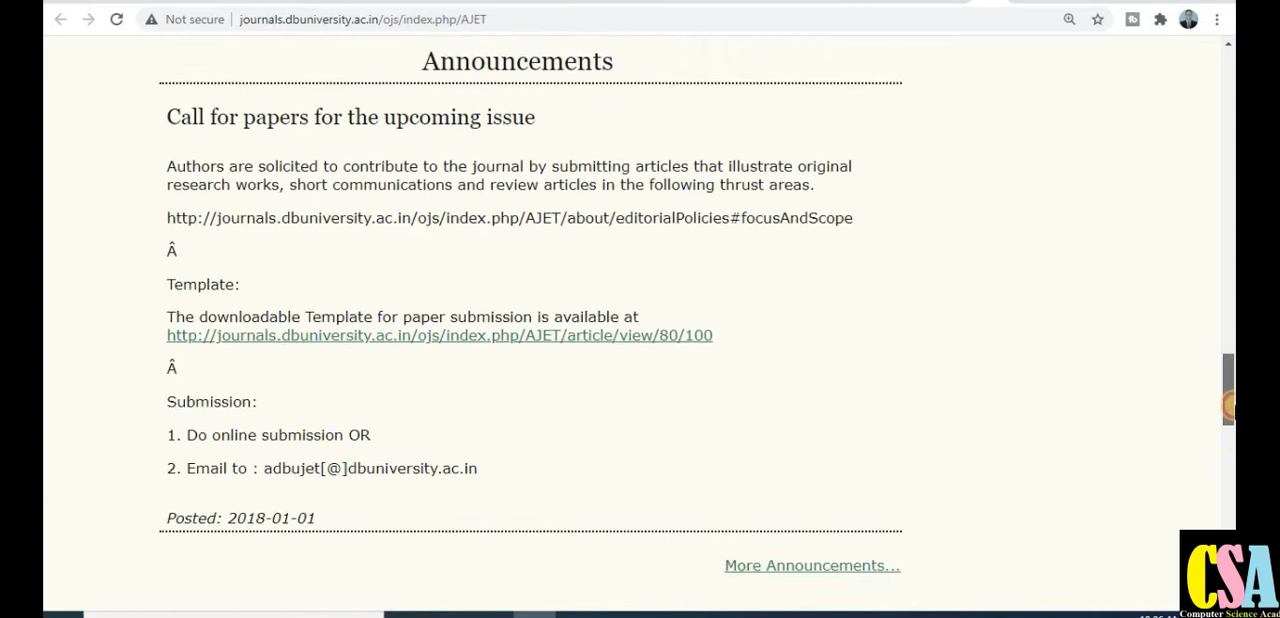 Not secure
journals.dbuniversity.ac.in/ojs/index.php/AJET
Announcements
Call for papers for the upcoming issue
Authors are solicited to contribute to the journal by submitting articles that illustrate original
research works, short communications and review articles in the following thrust areas.
http://journals.dbuniversity.ac.in/ojs/index.php/AJET/about/editorialPolicies#focusAndScope
Â
Template:
The downloadable Template for paper submission is available at
http://journals.dbuniversity.ac.in/ojs/index.php/AJET/article/view/80/100
Â
Submission:
1. Do online submission OR
2. Email to : adbujet[@]dbuniversity.ac.in
Posted: 2018-01-01
More Announcements...
CSA
Computer Science Acad